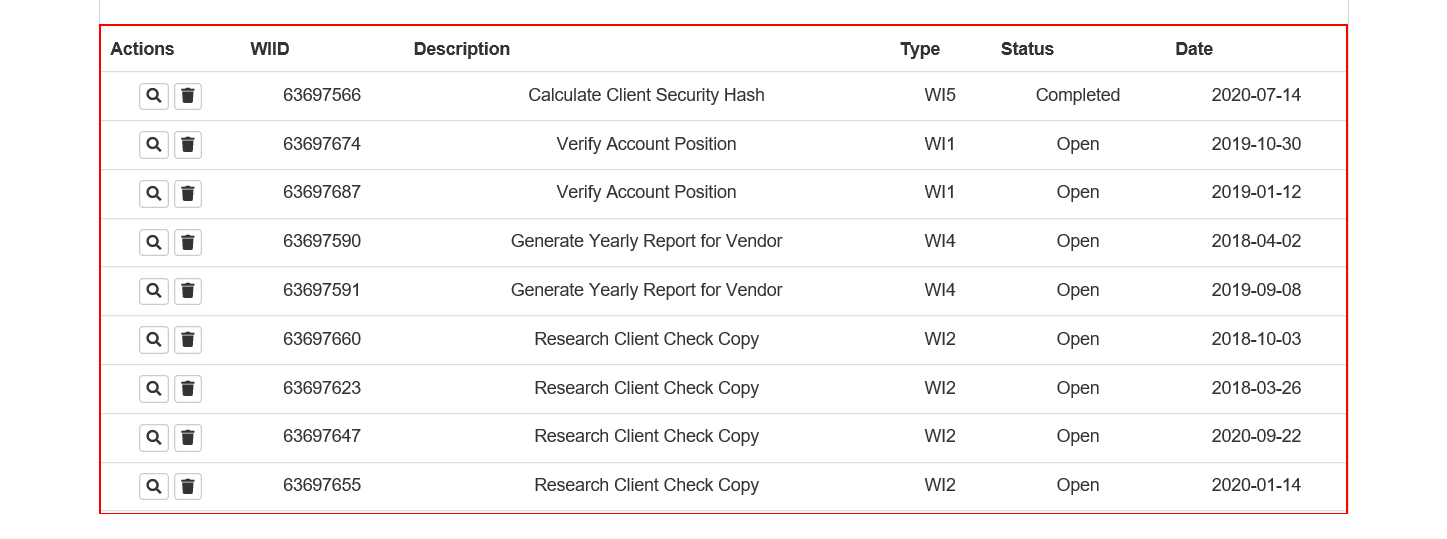 Actions WIID Description Type Status Date
63697566 Calculate Client Security Hash WI5 Completed 2020-07-14
63697674 Verify Account Position WI1 Open 2019-10-30
63697687 Verify Account Position WI1 Open 2019-01-12
63697590 Generate Yearly Report for Vendor WI4 Open 2018-04-02
63697591 Generate Yearly Report for Vendor WI4 Open 2019-09-08
63697660 Research Client Check Copy WI2 Open 2018-10-03
63697623 Research Client Check Copy WI2 Open 2018-03-26
63697647 Research Client Check Copy WI2 Open 2020-09-22
63697655 Research Client Check Copy WI2 Open 2020-01-14